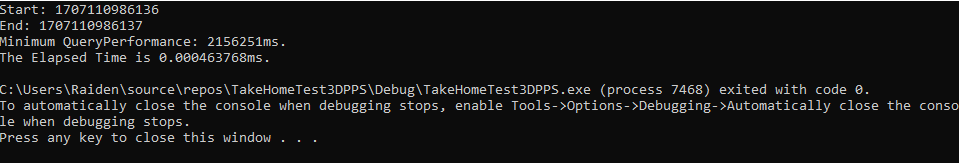 Start: 1707110986136
End: 1707110986137
Minimum QueryPerformance: 2156251ms.
The Elapsed Time is 0.000463768ms.
C:\Users\Raiden\source\repos\TakeHomeTest3DPPS\Debug\TakeHomeTest3DPPS.exe (process 7468) exited with code 0.
To automatically close the console when debugging stops, enable Tools->Options->Debugging->Automatically close the conso
le when debugging stops.
Press any key to close this window . . .